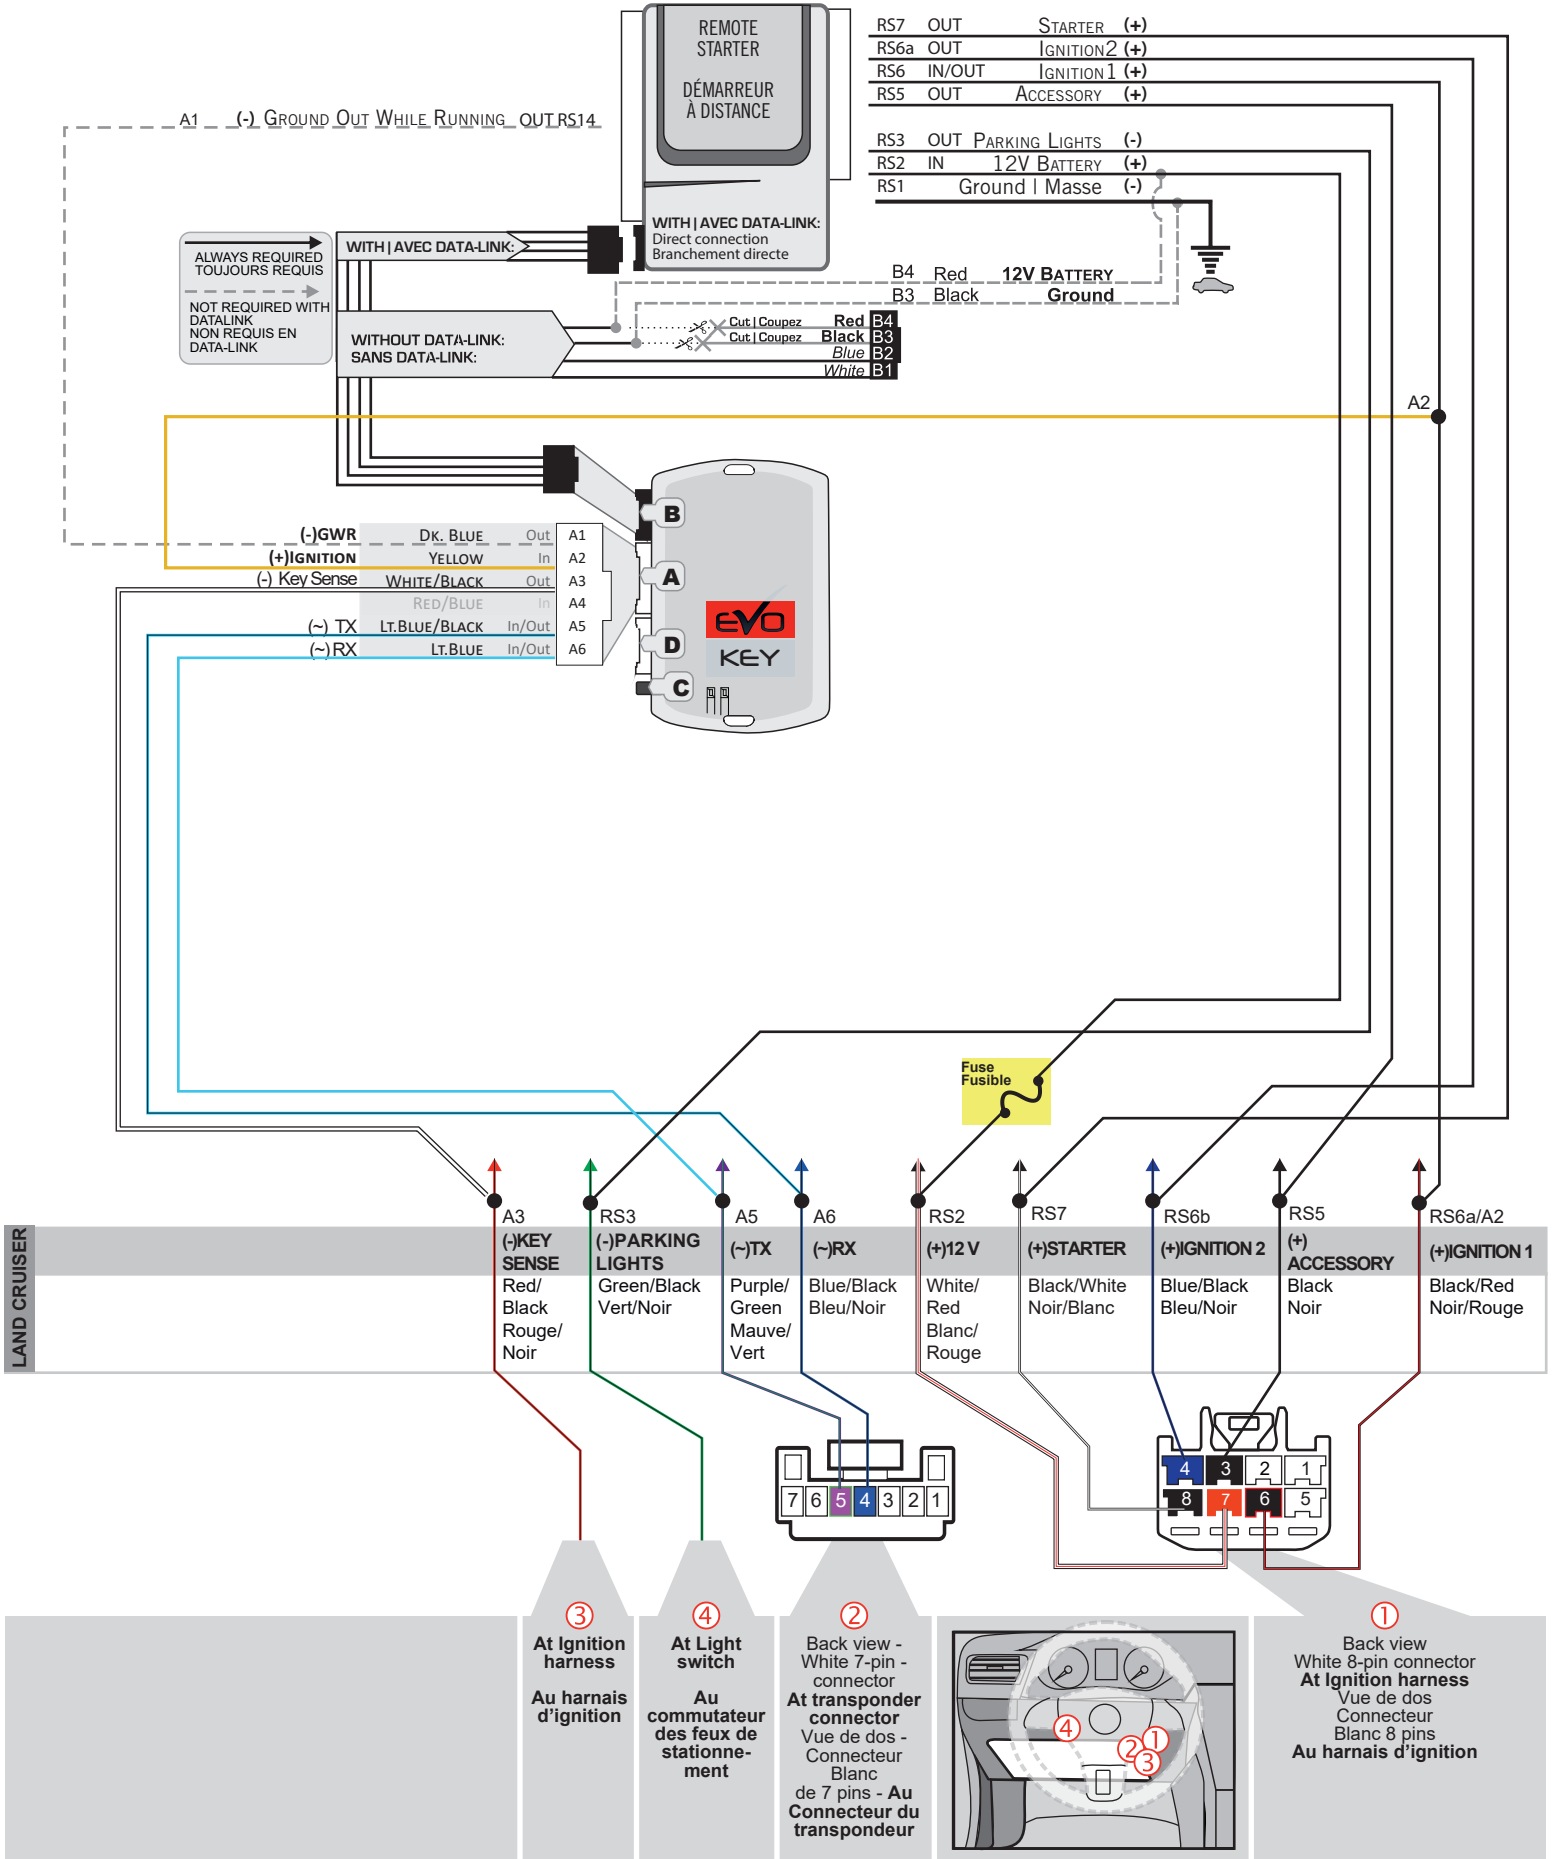 REMOTE
STARTER
DÉMARREUR
À DISTANCE
WITH | AVEC DATA-LINK:
Direct connection
Branchement directe
RS7 OUT STARTER (+)
RS6a OUT IGNITION2 (+)
RS6 IN/OUT IGNITION1 (+)
RS5 OUT ACCESSORY (+)
RS3 OUT PARKING LIGHTS (-)
RS2 IN 12V BATTERY (+)
RS1 Ground | Masse (-)
A1 (-) GROUND OUT WHILE RUNNING OUT RS14
ALWAYS REQUIRED
TOUJOURS REQUIS
NOT REQUIRED WITH
DATALINK
NON REQUIS EN
DATA-LINK
WITH | AVEC DATA-LINK:
WITHOUT DATA-LINK:
SANS DATA-LINK:
B4 Red 12V BATTERY
B3 Black Ground
Cut | Coupez Red B4
Cut | Coupez Black B3
Blue B2
White B1
A2
B
A
D
C
EVO
KEY
(-)GWR DK. BLUE Out A1
(+)IGNITION YELLOW In A2
(-) Key Sense WHITE/BLACK Out A3
RED/BLUE In A4
(~) TX LT.BLUE/BLACK In/Out A5
(~) RX LT.BLUE In/Out A6
Fuse
Fusible
LAND CRUISER
A3
(-)KEY
SENSE
Red/
Black
Rouge/
Noir
RS3
(-)PARKING
LIGHTS
Green/Black
Vert/Noir
A5
(~)TX
Purple/
Green
Mauve/
Vert
A6
(~)RX
Blue/Black
Bleu/Noir
RS2
(+)12 V
White/
Red
Blanc/
Rouge
RS7
(+)STARTER
Black/White
Noir/Blanc
RS6b
(+)IGNITION 2
Blue/Black
Bleu/Noir
RS5
(+)
ACCESSORY
Black
Noir
RS6a/A2
(+)IGNITION 1
Black/Red
Noir/Rouge
7 6 5 4 3 2 1
4 3 2 1
8 7 6 5
3
At Ignition
harness
Au harnais
d'ignition
4
At Light
switch
Au
commutateur
des feux de
stationne-
ment
2
Back view -
White 7-pin -
connector
At transponder
connector
Vue de dos -
Connecteur
Blanc
de 7 pins - Au
Connecteur du
transpondeur
4
1
2
3
1
Back view
White 8-pin connector
At Ignition harness
Vue de dos
Connecteur
Blanc 8 pins
Au harnais d'ignition